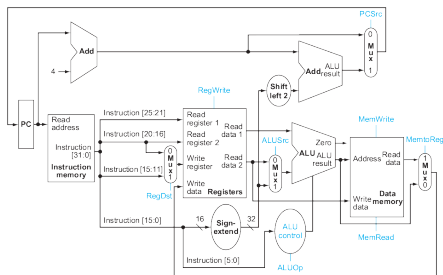 PCSrc
Add
4
0
M
u
x
1
ALU
Add result
Shift
left 2
RegWrite
PC
Read
address
Instruction
[31:0]
Instruction
memory
Instruction [25:21]
Instruction [20:16]
Instruction [15:11]
0
M
u
x
1
RegDst
Read
register 1
Read
register 2
Write
register
Write
data
Read
data 1
Read
data 2
Registers
ALUSrc
0
M
u
x
1
Zero
ALU
ALU
result
MemWrite
Address
Read
data
Write
data
Data
memory
MemRead
MemtoReg
1
M
u
x
0
Instruction [15:0]
16
Sign-
extend
32
Instruction [5:0]
ALU
control
ALUOp